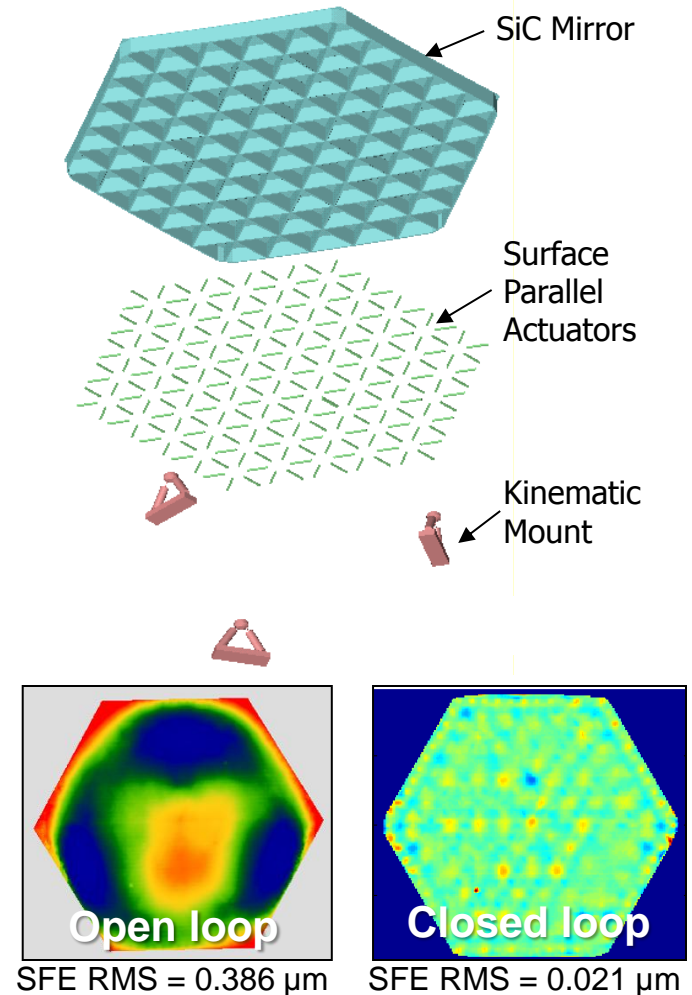 SiC Mirror
Surface
Parallel
Actuators
Kinematic
Mount
Open loop
Closed loop
SFE RMS = 0.386 µm
SFE RMS = 0.021 µm